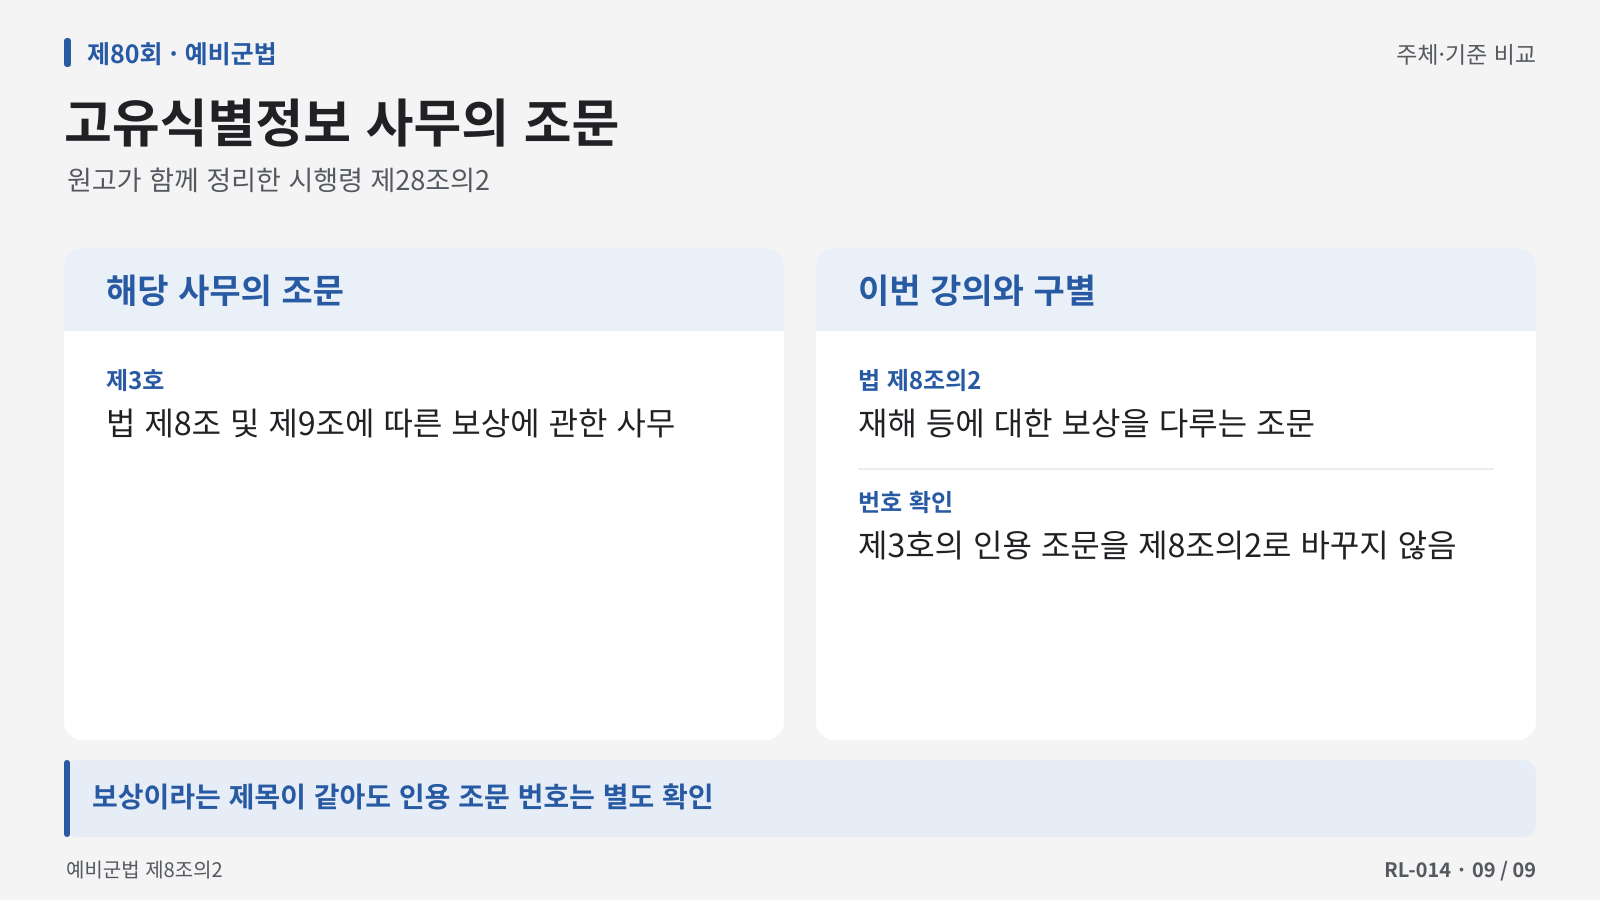 제80회 · 예비군법
주체·기준 비교
고유식별정보 사무의 조문
원고가 함께 정리한 시행령 제28조의2
해당 사무의 조문
제3호
법 제8조 및 제9조에 따른 보상에 관한 사무
이번 강의와 구별
법 제8조의2
재해 등에 대한 보상을 다루는 조문
번호 확인
제3호의 인용 조문을 제8조의2로 바꾸지 않음
보상이라는 제목이 같아도 인용 조문 번호는 별도 확인
예비군법 제8조의2
RL-014 · 09 / 09